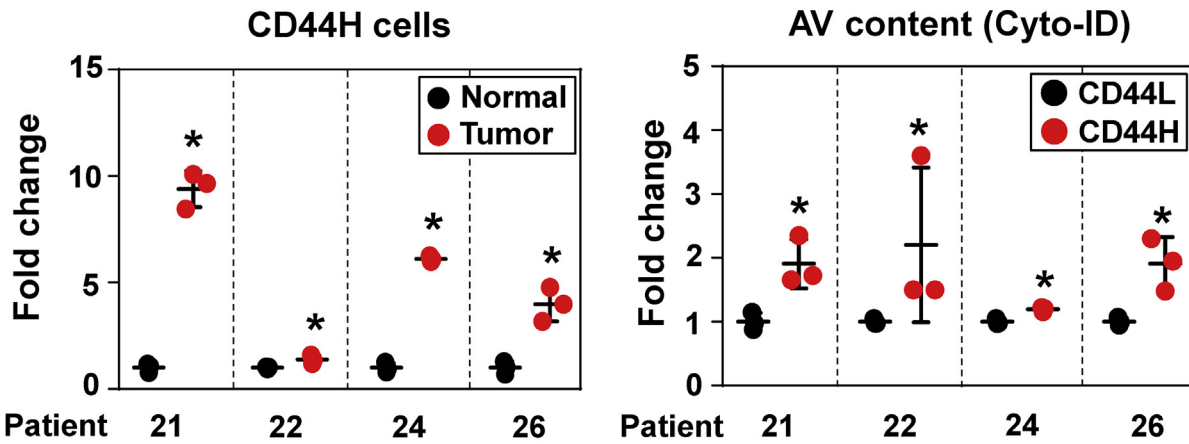 CD44H cells
Fold change
15
10
5
0
Normal
Tumor
*
*
*
*
Patient 21 22 24 26
AV content (Cyto-ID)
Fold change
5
4
3
2
1
0
CD44L
CD44H
*
*
*
*
Patient 21 22 24 26